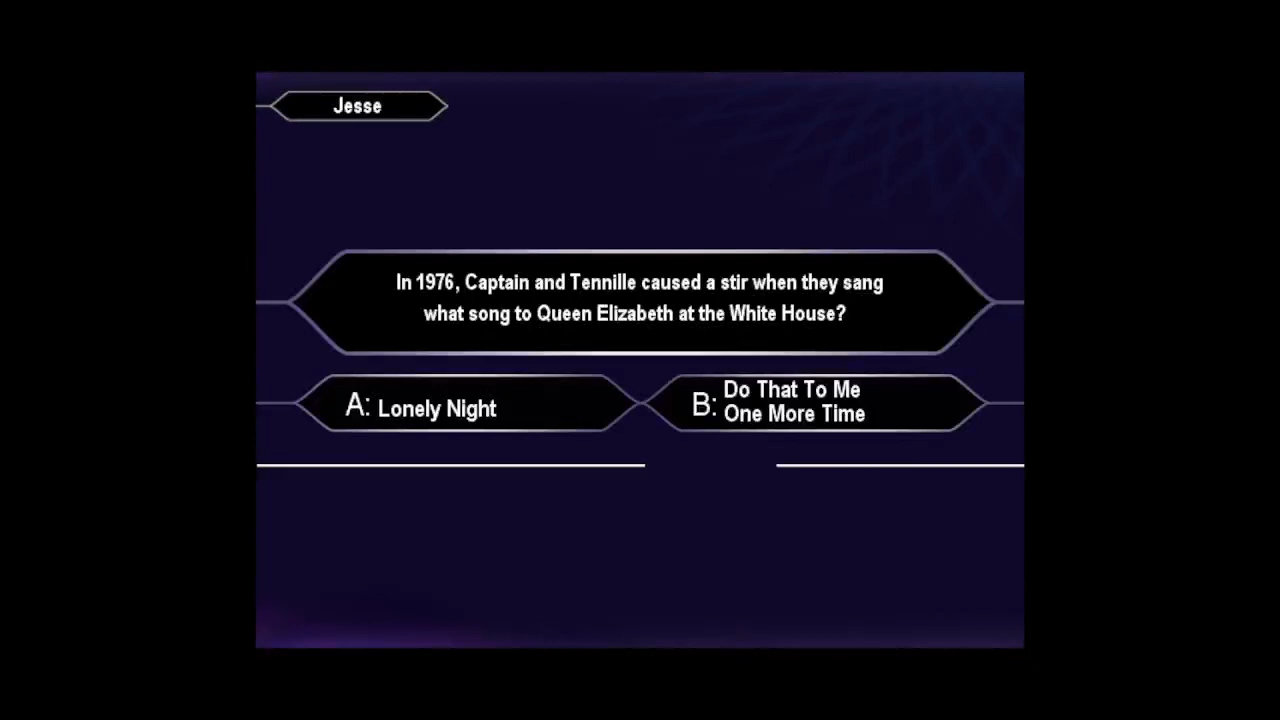 Jesse
In 1976, Captain and Tennille caused a stir when they sang
what song to Queen Elizabeth at the White House?
A: Lonely Night
B: Do That To Me
One More Time